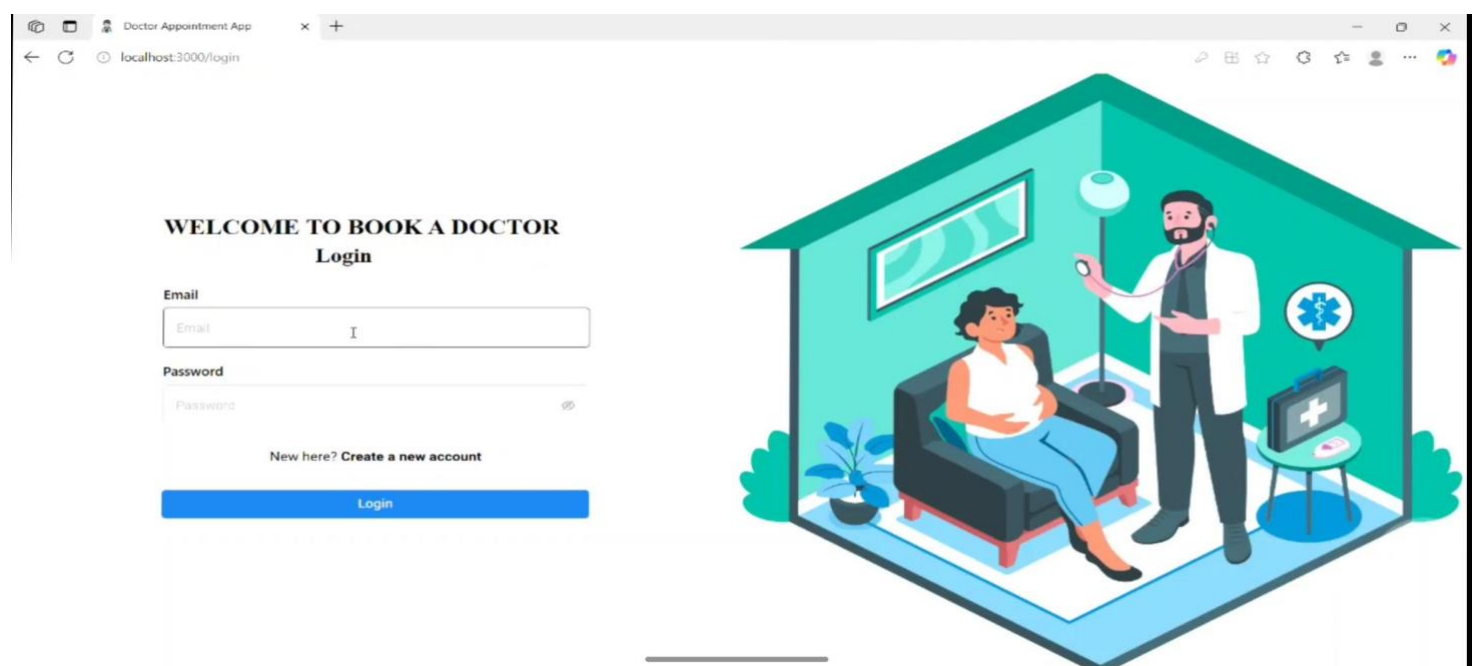 Doctor Appointment App
localhost:3000/login
WELCOME TO BOOK A DOCTOR
Login
Email
Email
Password
Password
New here? Create a new account
Login